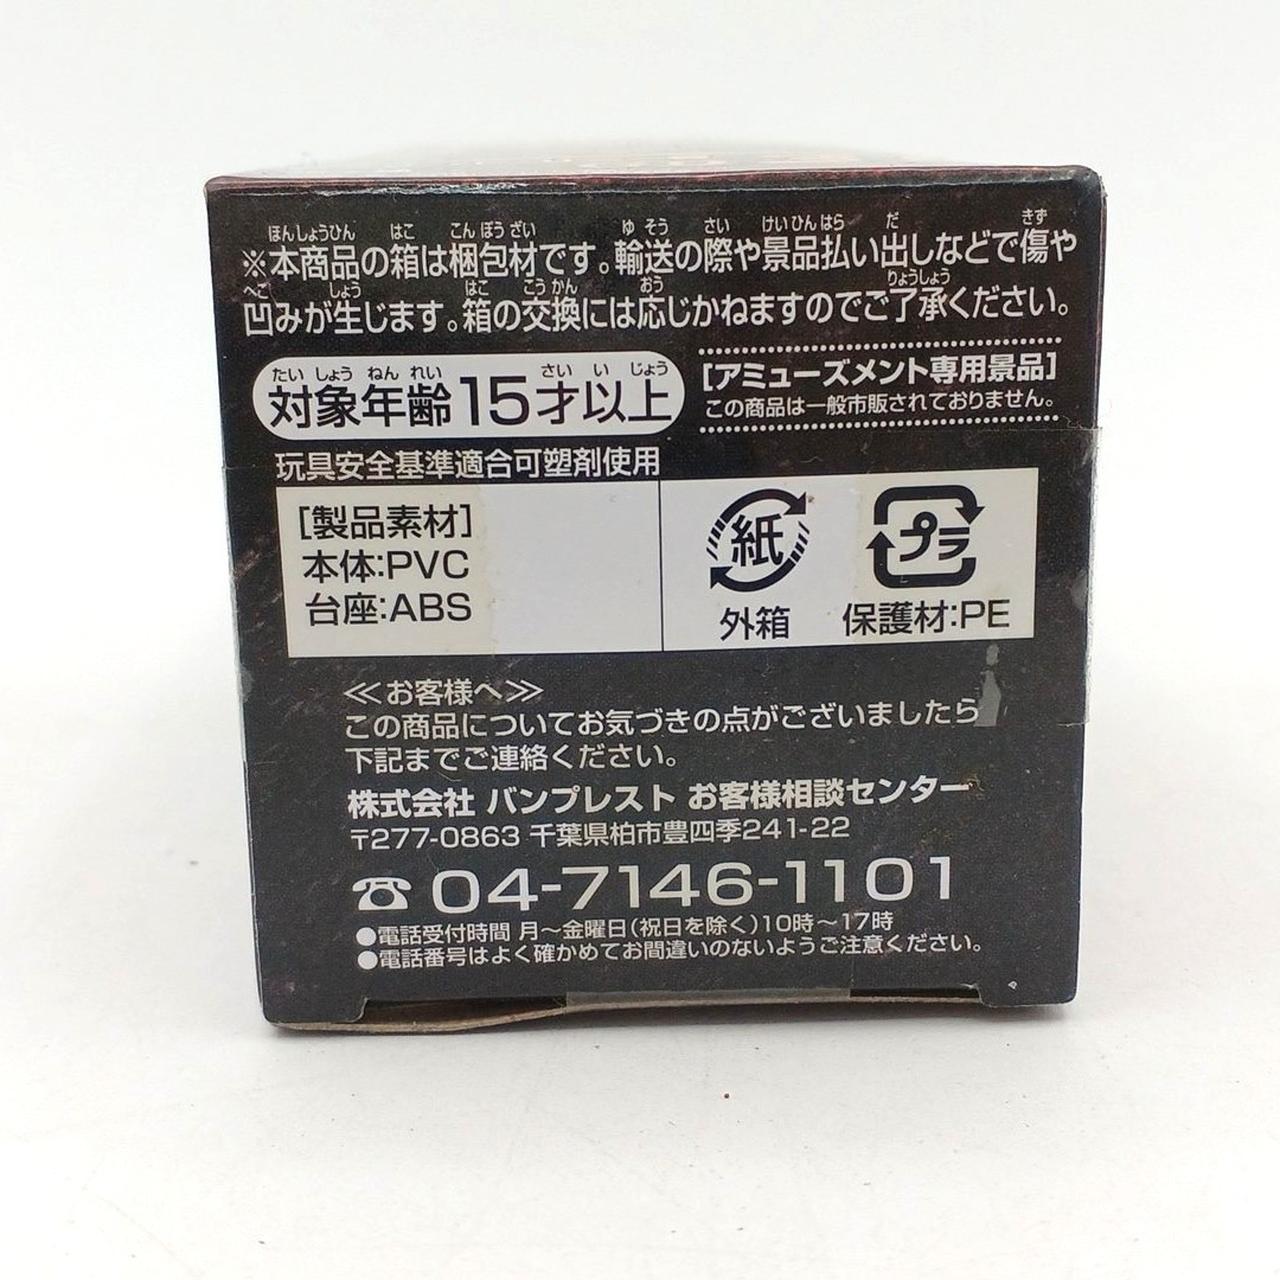 ※本商品の箱は梱包材です。輸送の際や景品払い出しなどで傷や
凹みが生じます。箱の交換には応じかねますのでご了承ください。
対象年齢15才以上
[アミューズメント専用景品]
この商品は一般市販されておりません。
玩具安全基準適合可塑剤使用
[製品素材]
本体:PVC
台座:ABS
紙
外箱
プラ
保護材:PE
≪お客様へ≫
この商品についてお気づきの点がございましたら
下記までご連絡ください。
株式会社 バンプレスト お客様相談センター
〒277-0863 千葉県柏市豊四季241-22
☎04-7146-1101
●電話受付時間 月〜金曜日(祝日を除く)10時〜17時
●電話番号はよく確かめてお間違いのないようご注意ください。